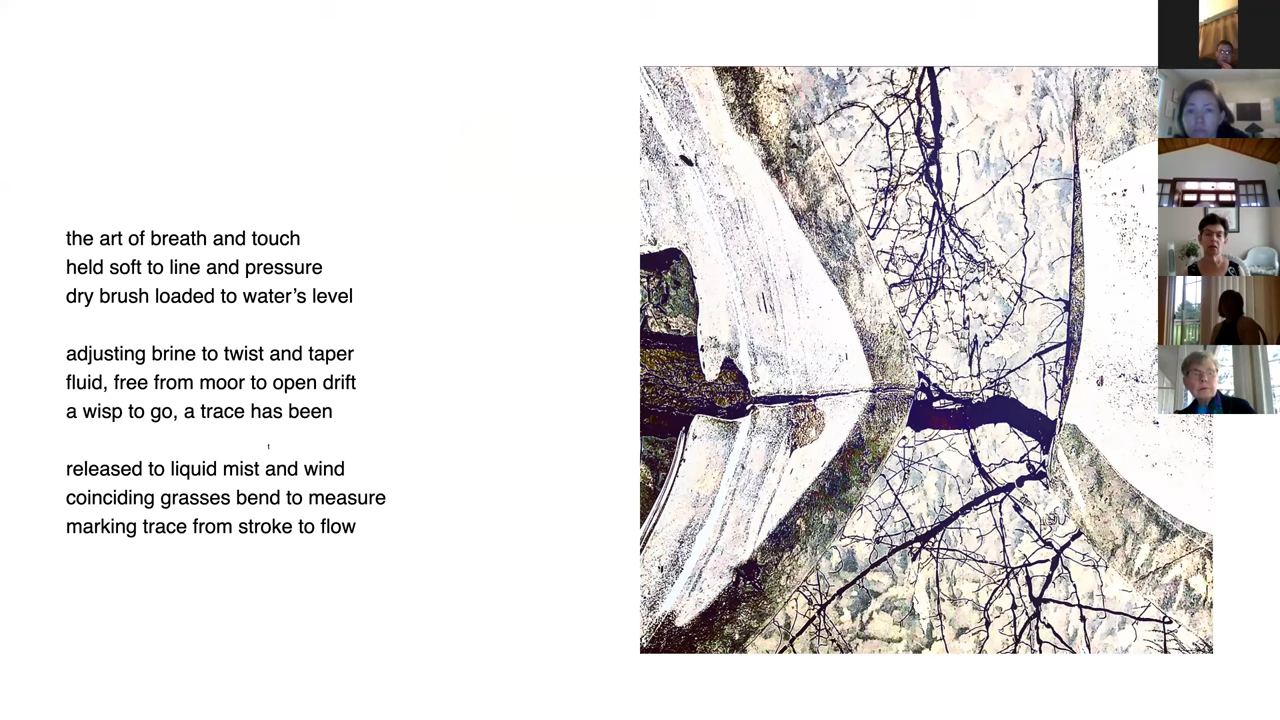 the art of breath and touch
held soft to line and pressure
dry brush loaded to water's level
adjusting brine to twist and taper
fluid, free from moor to open drift
a wisp to go, a trace has been
t
released to liquid mist and wind
coinciding grasses bend to measure
marking trace from stroke to flow